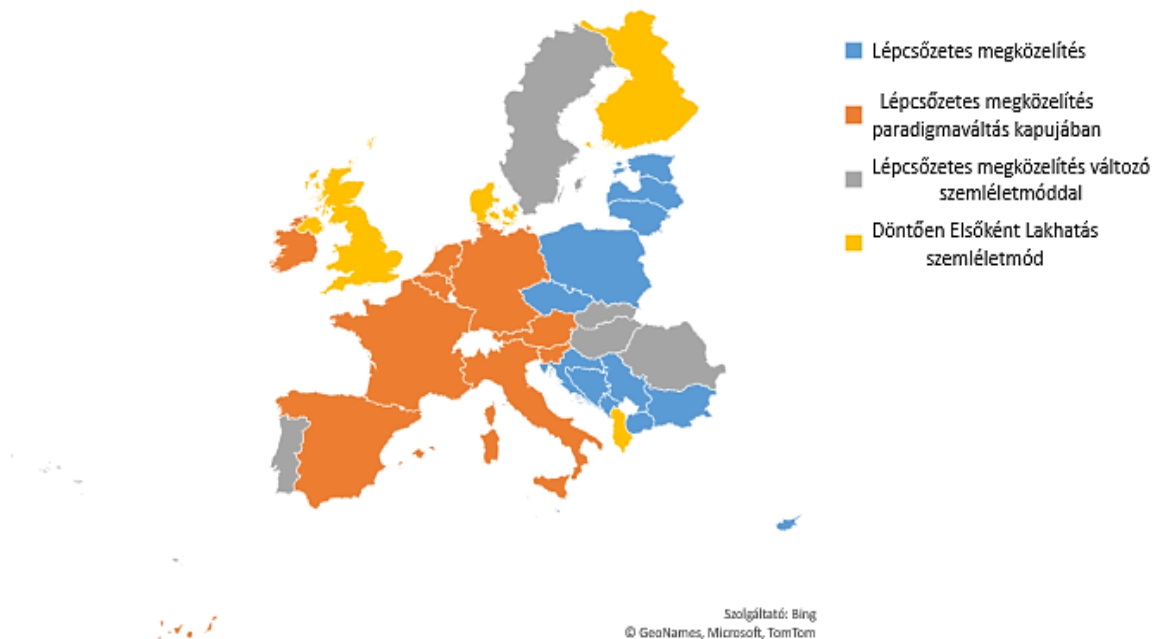 Lépcsőzetes megközelítés
Lépcsőzetes megközelítés
paradigmaváltás kapujában
Lépcsőzetes megközelítés változó
szemléletmóddal
Döntően Elsőként Lakhatás
szemléletmód
Szolgáltató: Bing
© GeoNames, Microsoft, TomTom